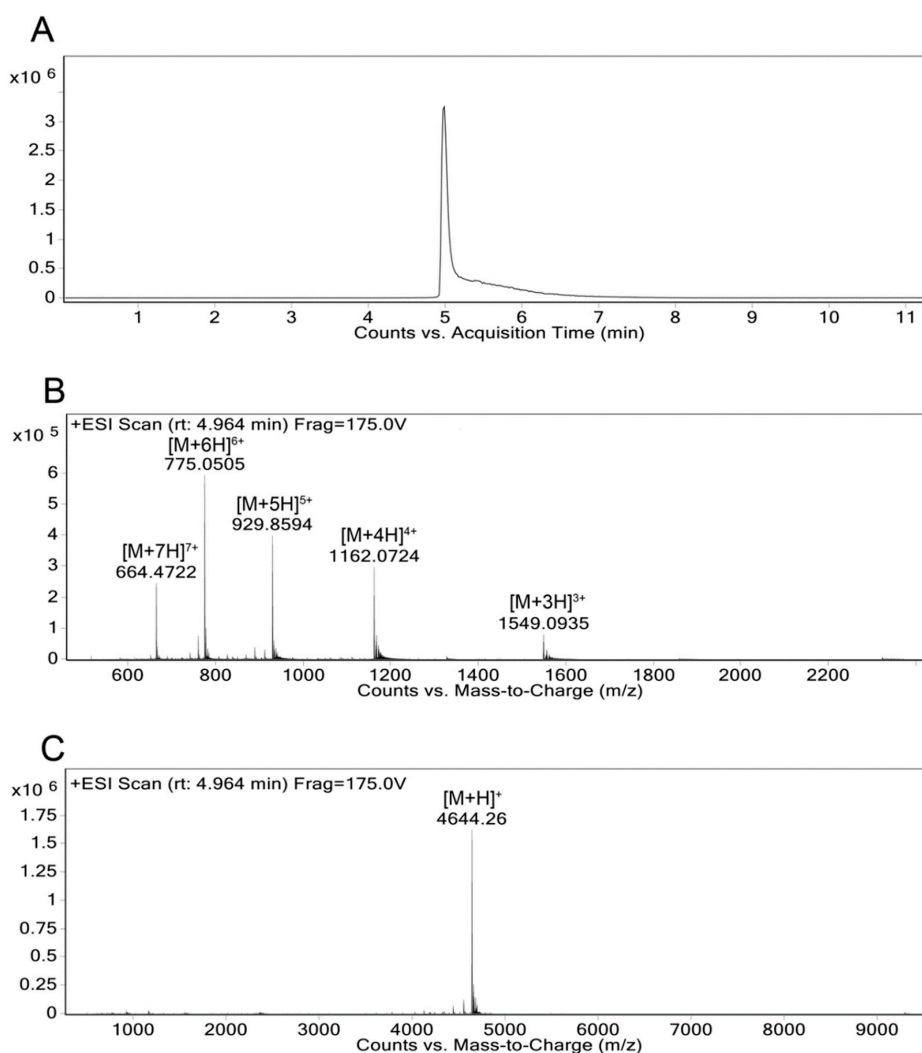 A
x10 6
3
2.5
2
1.5
1
0.5
0
1 2 3 4 5 6 7 8 9 10 11
Counts vs. Acquisition Time (min)
B
+ESI Scan (rt: 4.964 min) Frag=175.0V
x10 5
[M+6H]6+
775.0505
[M+5H]5+
929.8594
[M+4H]4+
1162.0724
[M+7H]7+
664.4722
[M+3H]3+
1549.0935
6
5
4
3
2
1
0
600 800 1000 1200 1400 1600 1800 2000 2200
Counts vs. Mass-to-Charge (m/z)
C
+ESI Scan (rt: 4.964 min) Frag=175.0V
x10 6
[M+H]+
4644.26
1.75
1.5
1.25
1
0.75
0.5
0.25
0
1000 2000 3000 4000 5000 6000 7000 8000 9000
Counts vs. Mass-to-Charge (m/z)